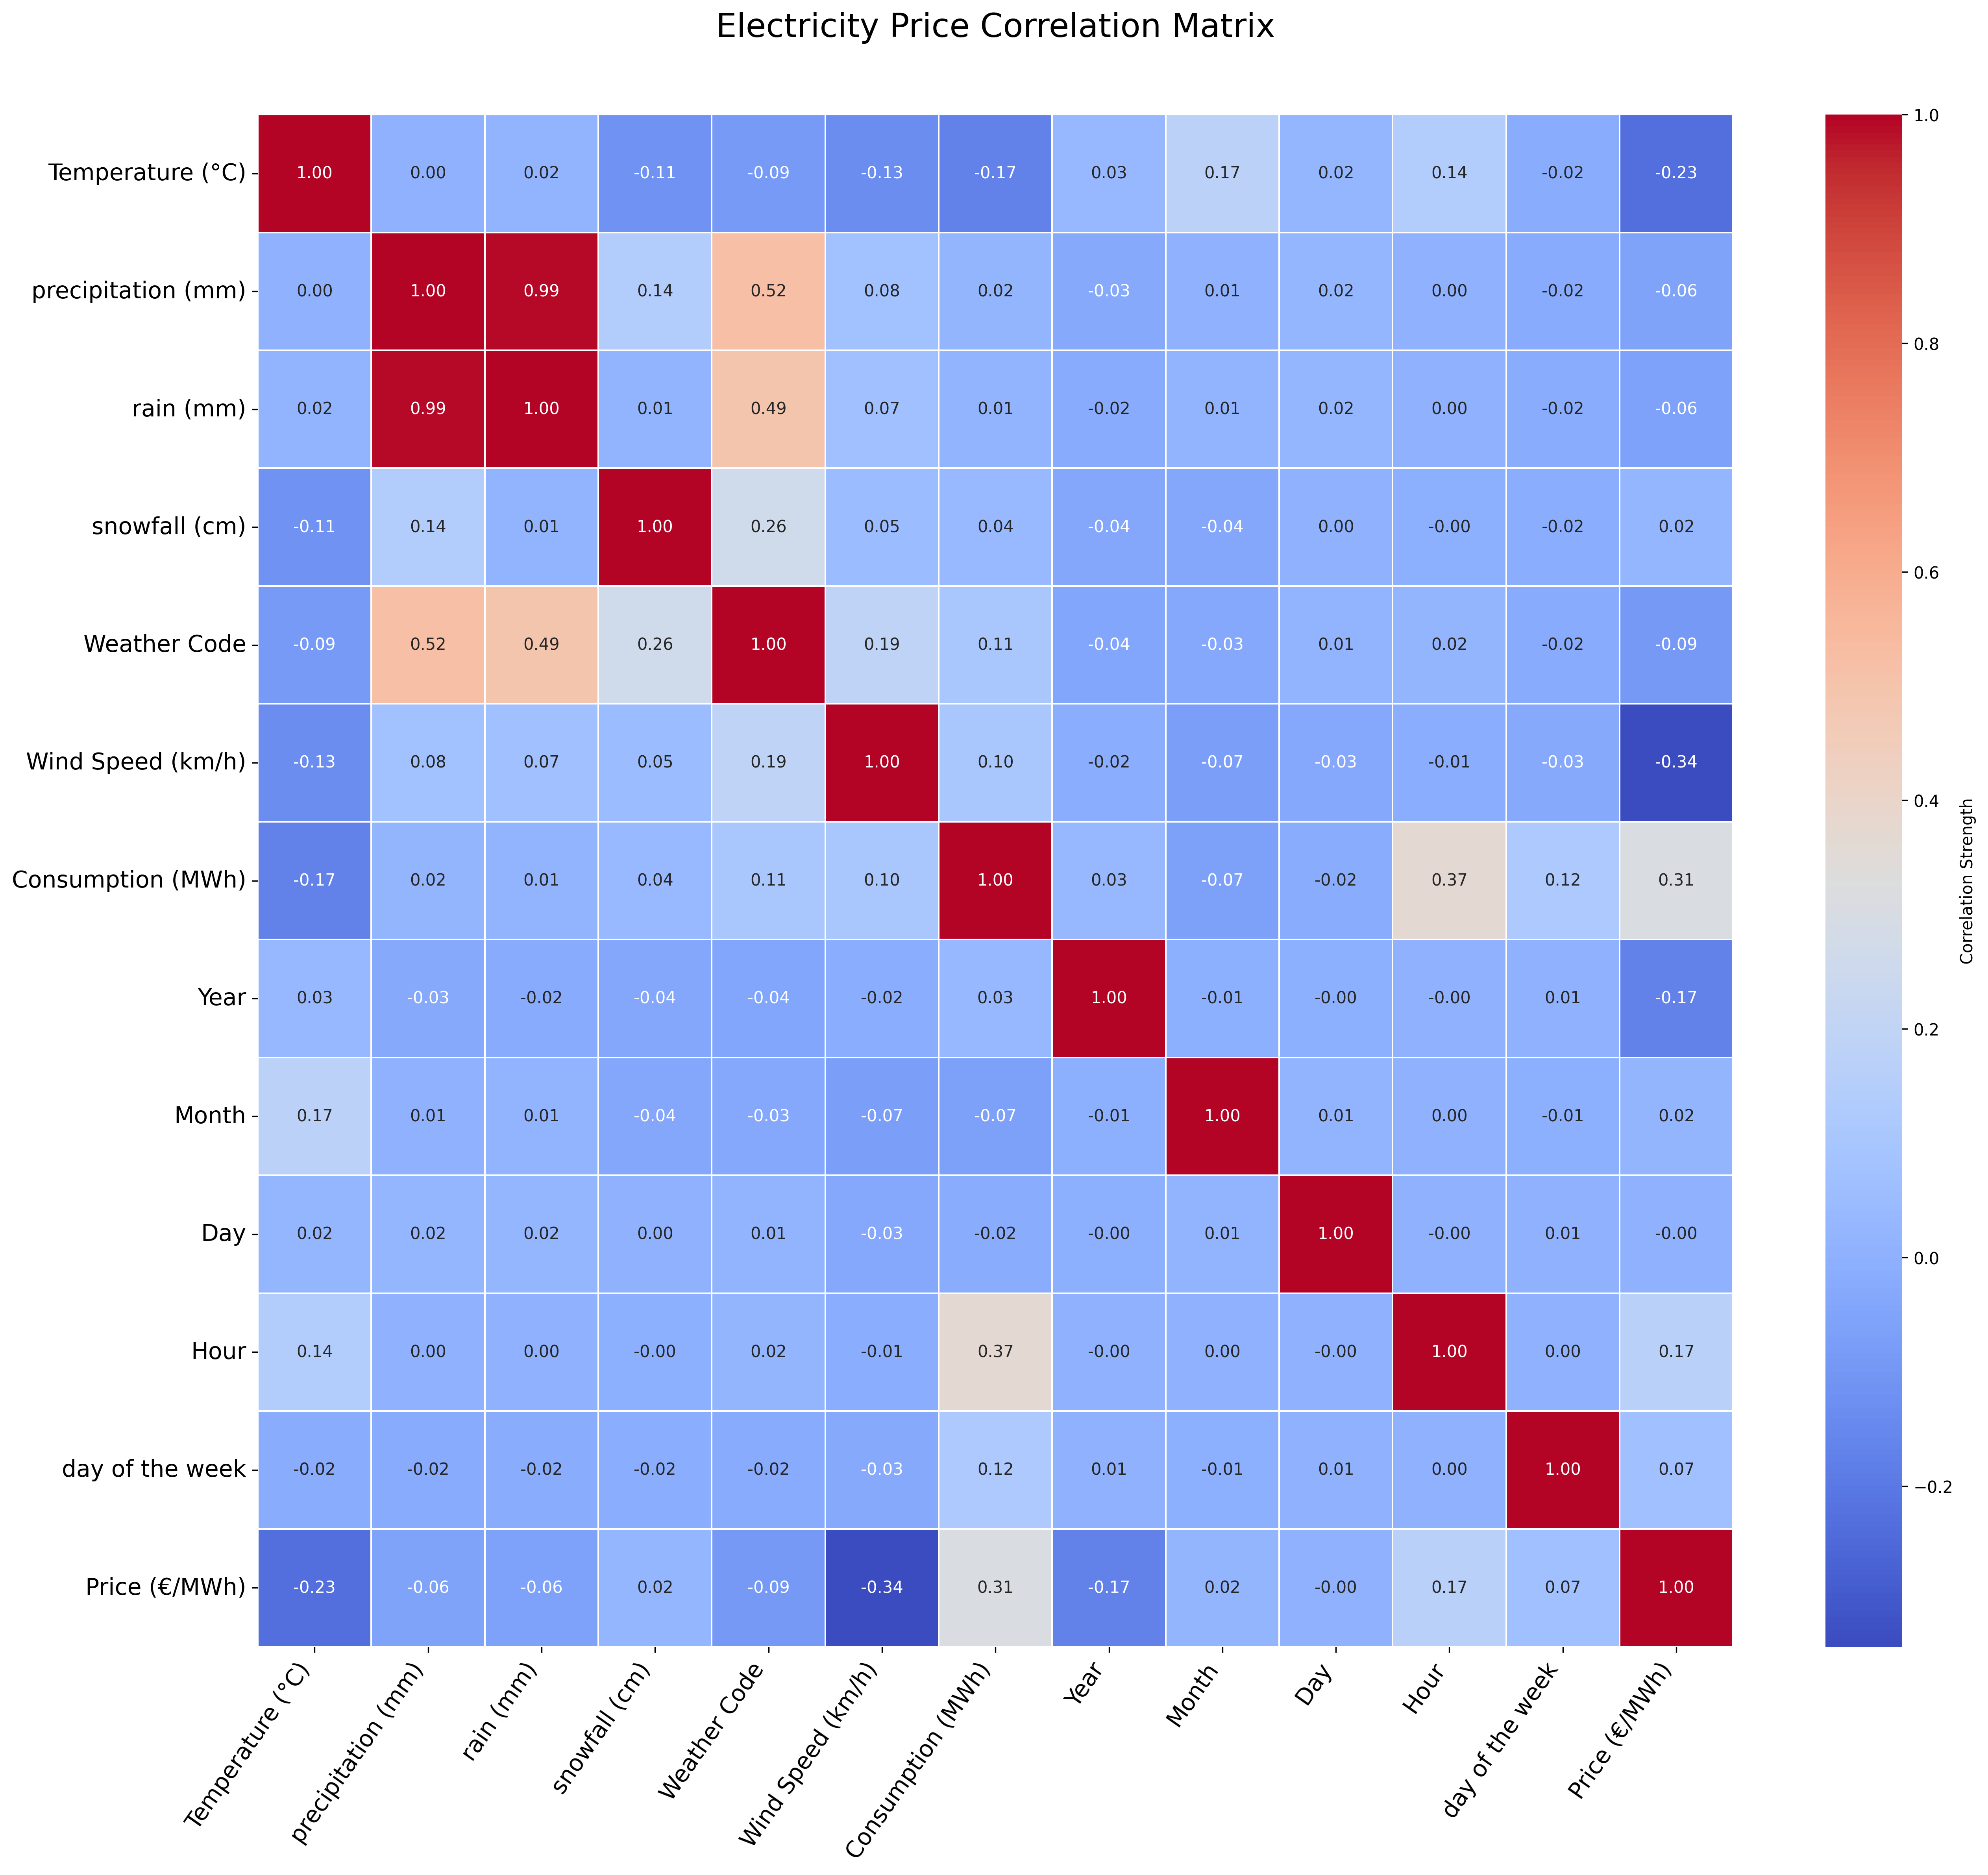 Electricity Price Correlation Matrix
Temperature (°C) 1.00 0.00 0.02 -0.11 -0.09 -0.13 -0.17 0.03 0.17 0.02 0.14 -0.02 -0.23
precipitation (mm) 0.00 1.00 0.99 0.14 0.52 0.08 0.02 -0.03 0.01 0.02 0.00 -0.02 -0.06
rain (mm) 0.02 0.99 1.00 0.01 0.49 0.07 0.01 -0.02 0.01 0.02 0.00 -0.02 -0.06
snowfall (cm) -0.11 0.14 0.01 1.00 0.26 0.05 0.04 -0.04 -0.04 0.00 -0.00 -0.02 0.02
Weather Code -0.09 0.52 0.49 0.26 1.00 0.19 0.11 -0.04 -0.03 0.01 0.02 -0.02 -0.09
Wind Speed (km/h) -0.13 0.08 0.07 0.05 0.19 1.00 0.10 -0.02 -0.07 -0.03 -0.01 -0.03 -0.34
Consumption (MWh) -0.17 0.02 0.01 0.04 0.11 0.10 1.00 0.03 -0.07 -0.02 0.37 0.12 0.31
Year 0.03 -0.03 -0.02 -0.04 -0.04 -0.02 0.03 1.00 -0.01 -0.00 -0.00 0.01 -0.17
Month 0.17 0.01 0.01 -0.04 -0.03 -0.07 -0.07 -0.01 1.00 0.01 0.00 -0.01 0.02
Day 0.02 0.02 0.02 0.00 0.01 -0.03 -0.02 -0.00 0.01 1.00 -0.00 0.01 -0.00
Hour 0.14 0.00 0.00 -0.00 0.02 -0.01 0.37 -0.00 0.00 -0.00 1.00 0.00 0.17
day of the week -0.02 -0.02 -0.02 -0.02 -0.02 -0.03 0.12 0.01 -0.01 0.01 0.00 1.00 0.07
Price (€/MWh) -0.23 -0.06 -0.06 0.02 -0.09 -0.34 0.31 -0.17 0.02 -0.00 0.17 0.07 1.00
Temperature (°C)
precipitation (mm)
rain (mm)
snowfall (cm)
Weather Code
Wind Speed (km/h)
Consumption (MWh)
Year
Month
Day
Hour
day of the week
Price (€/MWh)
1.0
0.8
0.6
0.4
0.2
0.0
−0.2
Correlation Strength